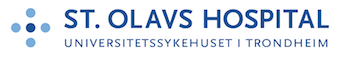 ST. OLAVS HOSPITAL
UNIVERSITETSSYKEHUSET I TRONDHEIM